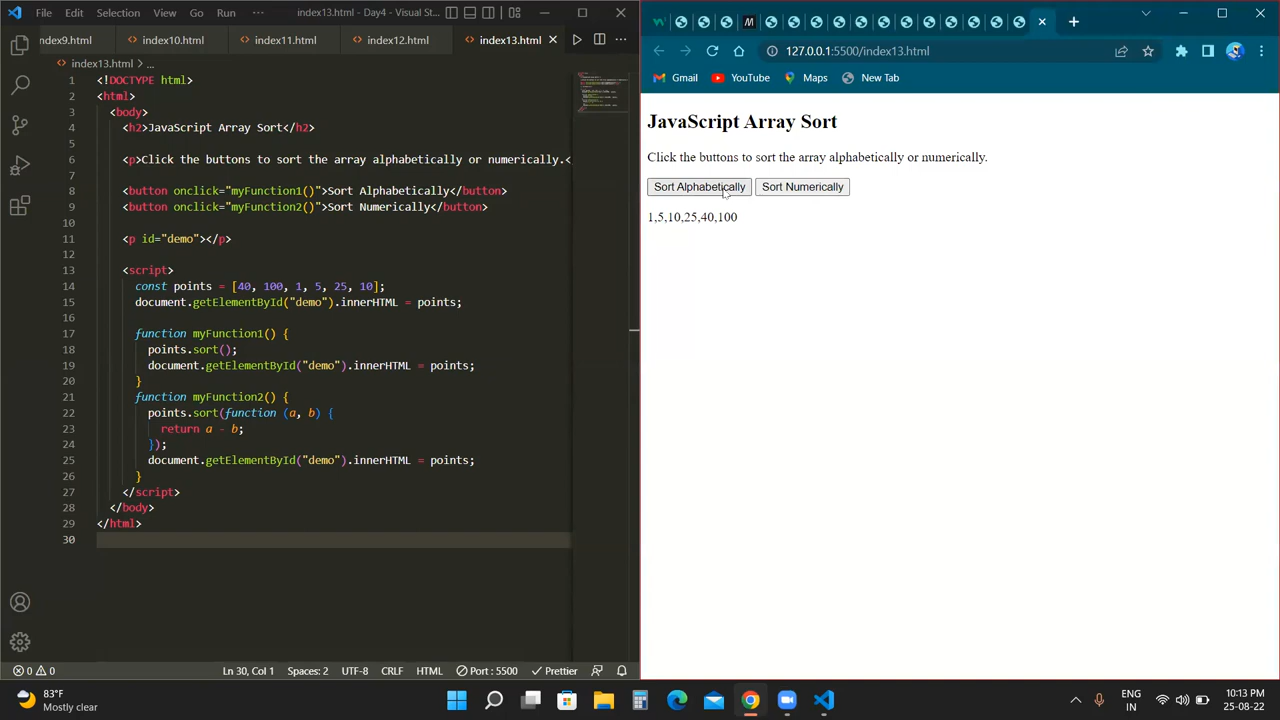 File Edit Selection View Go Run ··· index13.html - Day4 - Visual St...
index9.html index10.html index11.html index12.html index13.html
index13.html > ...
1 <!DOCTYPE html>
2 <html>
3 <body>
4 <h2>JavaScript Array Sort</h2>
5
6 <p>Click the buttons to sort the array alphabetically or numerically.<
7
8 <button onclick="myFunction1()">Sort Alphabetically</button>
9 <button onclick="myFunction2()">Sort Numerically</button>
10
11 <p id="demo"></p>
12
13 <script>
14 const points = [40, 100, 1, 5, 25, 10];
15 document.getElementById("demo").innerHTML = points;
16
17 function myFunction1() {
18 points.sort();
19 document.getElementById("demo").innerHTML = points;
20 }
21 function myFunction2() {
22 points.sort(function (a, b) {
23 return a - b;
24 });
25 document.getElementById("demo").innerHTML = points;
26 }
27 </script>
28 </body>
29 </html>
30
0 0 Ln 30, Col 1 Spaces: 2 UTF-8 CRLF HTML Port : 5500 Prettier
127.0.0.1:5500/index13.html
Gmail YouTube Maps New Tab
JavaScript Array Sort
Click the buttons to sort the array alphabetically or numerically.
Sort Alphabetically Sort Numerically
1,5,10,25,40,100
83°F
Mostly clear
ENG
IN
10:13 PM
25-08-22